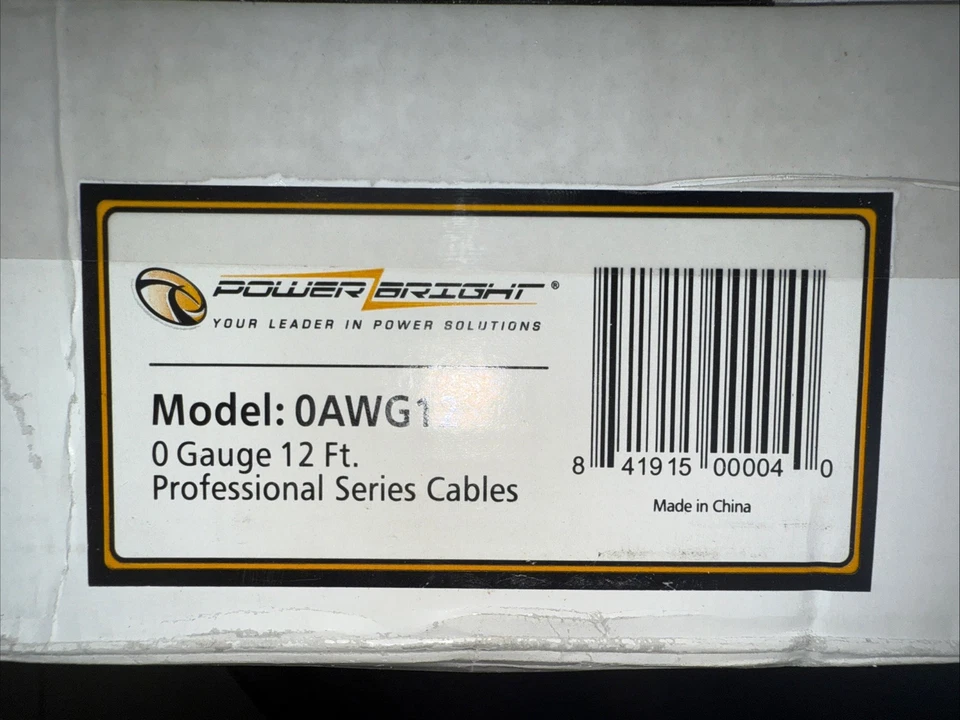 POWER BRIGHT®
YOUR LEADER IN POWER SOLUTIONS
Model: 0AWG1
0 Gauge 12 Ft.
Professional Series Cables
8 41915 00004 0
Made in China